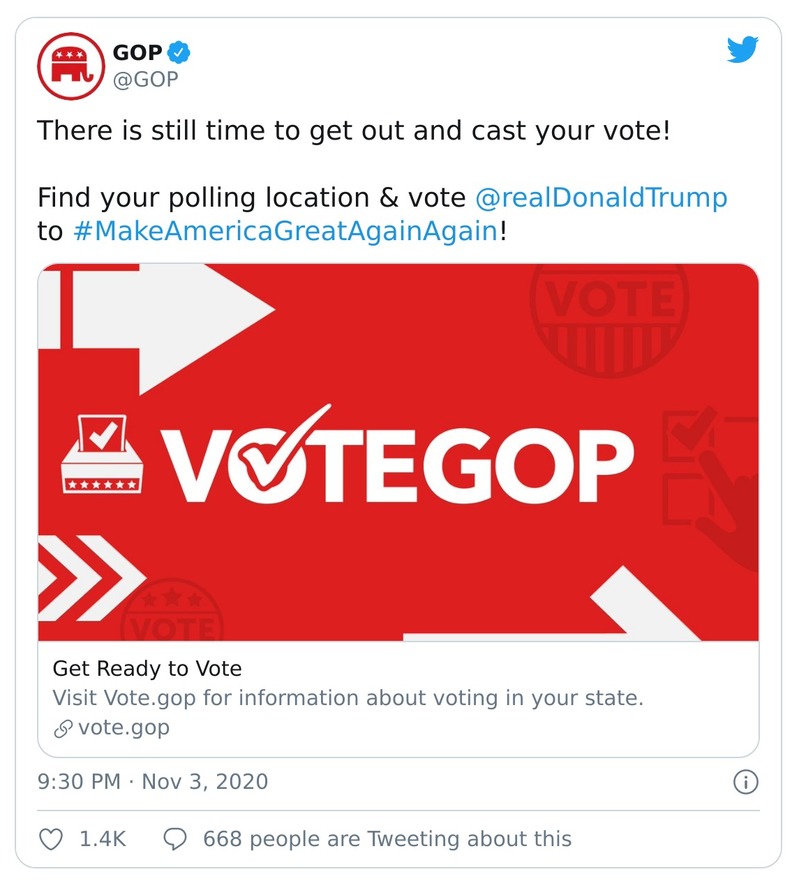 GOP
@GOP
There is still time to get out and cast your vote!
Find your polling location & vote @realDonaldTrump
to #MakeAmericaGreatAgainAgain!
VOTE
VOTEGOP
VOTE
Get Ready to Vote
Visit Vote.gop for information about voting in your state.
vote.gop
9:30 PM · Nov 3, 2020
1.4K 668 people are Tweeting about this